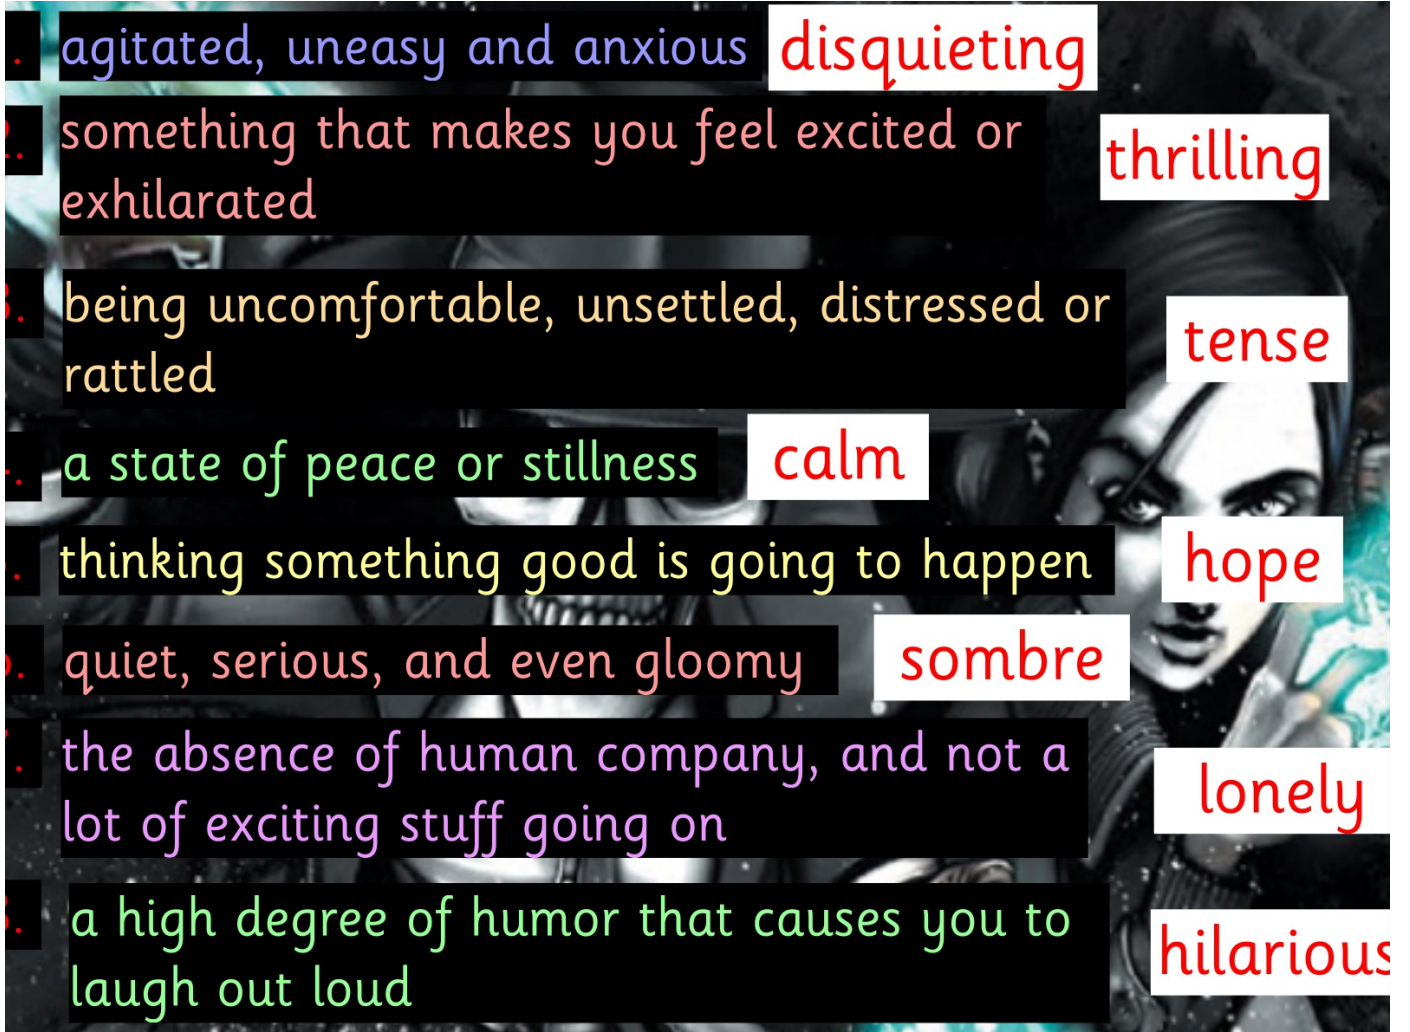 . agitated, uneasy and anxious disquieting
2. something that makes you feel excited or
exhilarated thrilling
3. being uncomfortable, unsettled, distressed or
rattled tense
. a state of peace or stillness calm
. thinking something good is going to happen hope
. quiet, serious, and even gloomy sombre
. the absence of human company, and not a
lot of exciting stuff going on lonely
. a high degree of humor that causes you to
laugh out loud hilarious